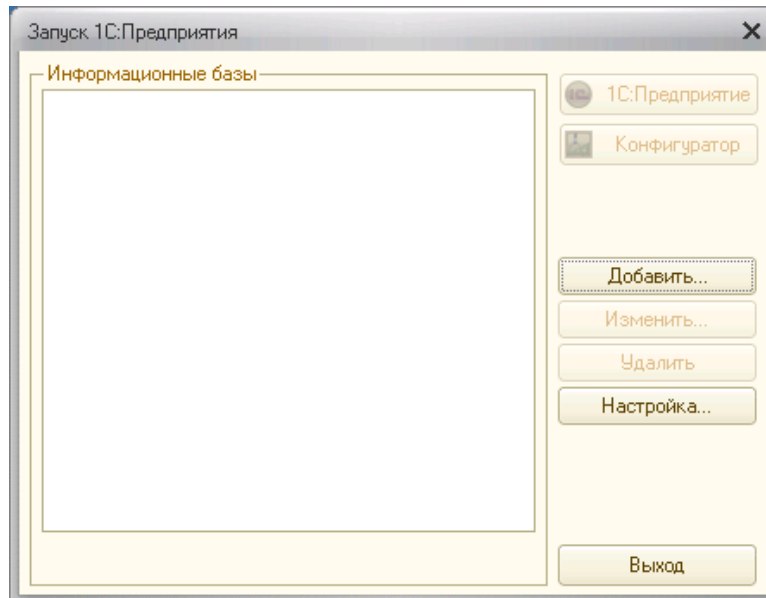 Запуск 1С:Предприятия
Информационные базы
1С:Предприятие
Конфигуратор
Добавить...
Изменить...
Удалить
Настройка...
Выход